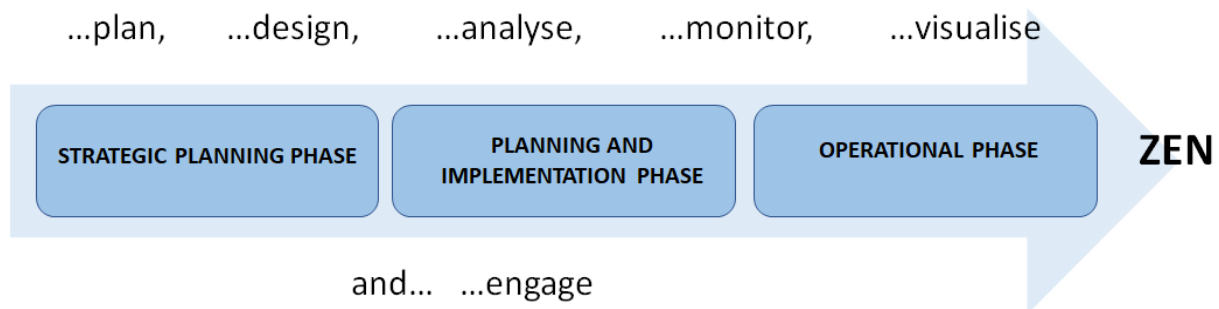 ...plan, ...design, ...analyse, ...monitor, ...visualise
STRATEGIC PLANNING PHASE
PLANNING AND
IMPLEMENTATION PHASE
OPERATIONAL PHASE
ZEN
and... ...engage